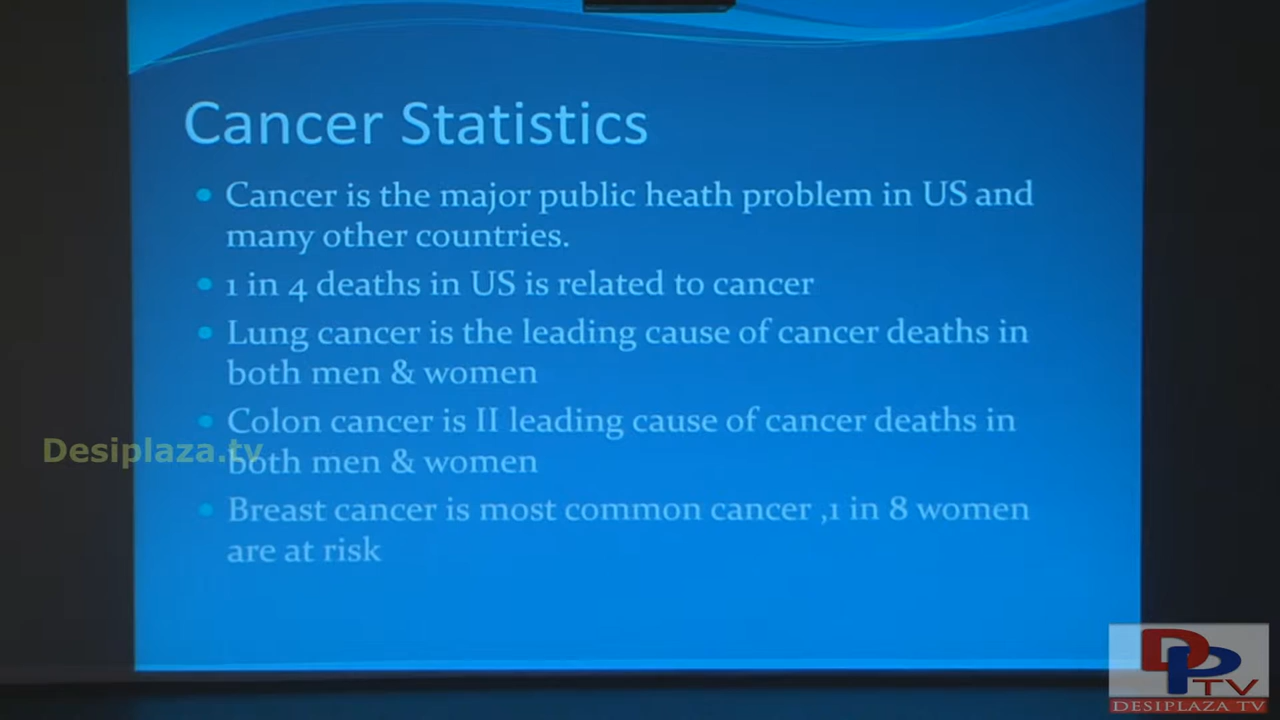 Cancer Statistics
• Cancer is the major public heath problem in US and
many other countries.
• 1 in 4 deaths in US is related to cancer
• Lung cancer is the leading cause of cancer deaths in
both men & women
• Colon cancer is II leading cause of cancer deaths in
both men & women
• Breast cancer is most common cancer ,1 in 8 women
are at risk
Desiplaza.tv
DP
TV
DESIPLAZA TV